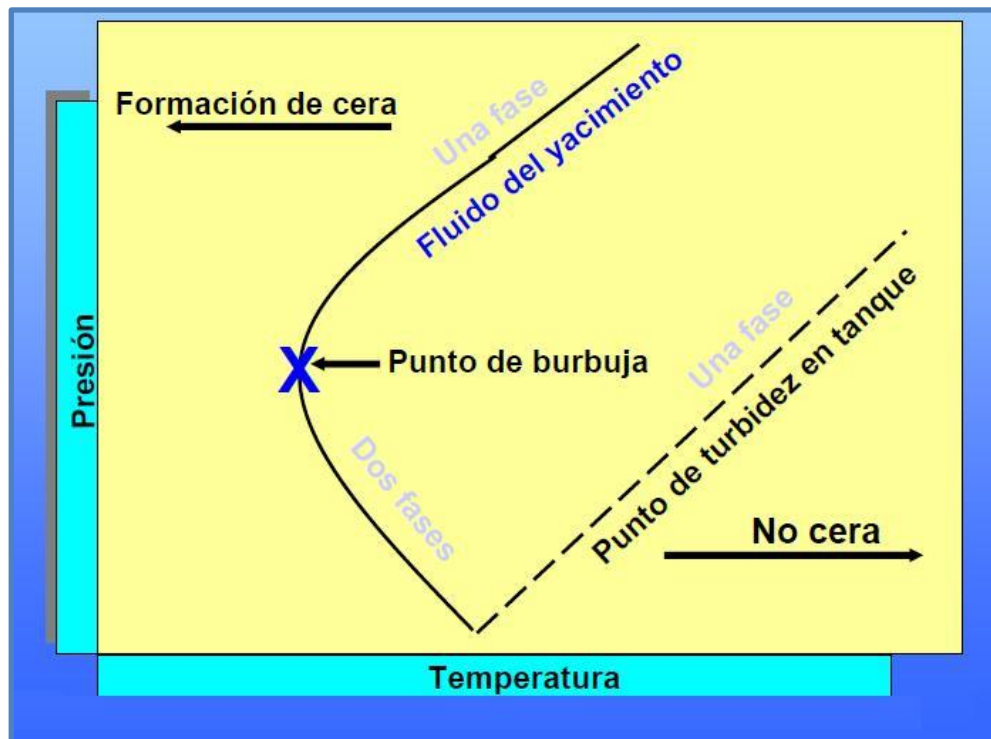 Formación de cera
Una fase
Fluido del yacimiento
Presión
Punto de burbuja
Una fase
Punto de turbidez en tanque
Dos fases
No cera
Temperatura
X